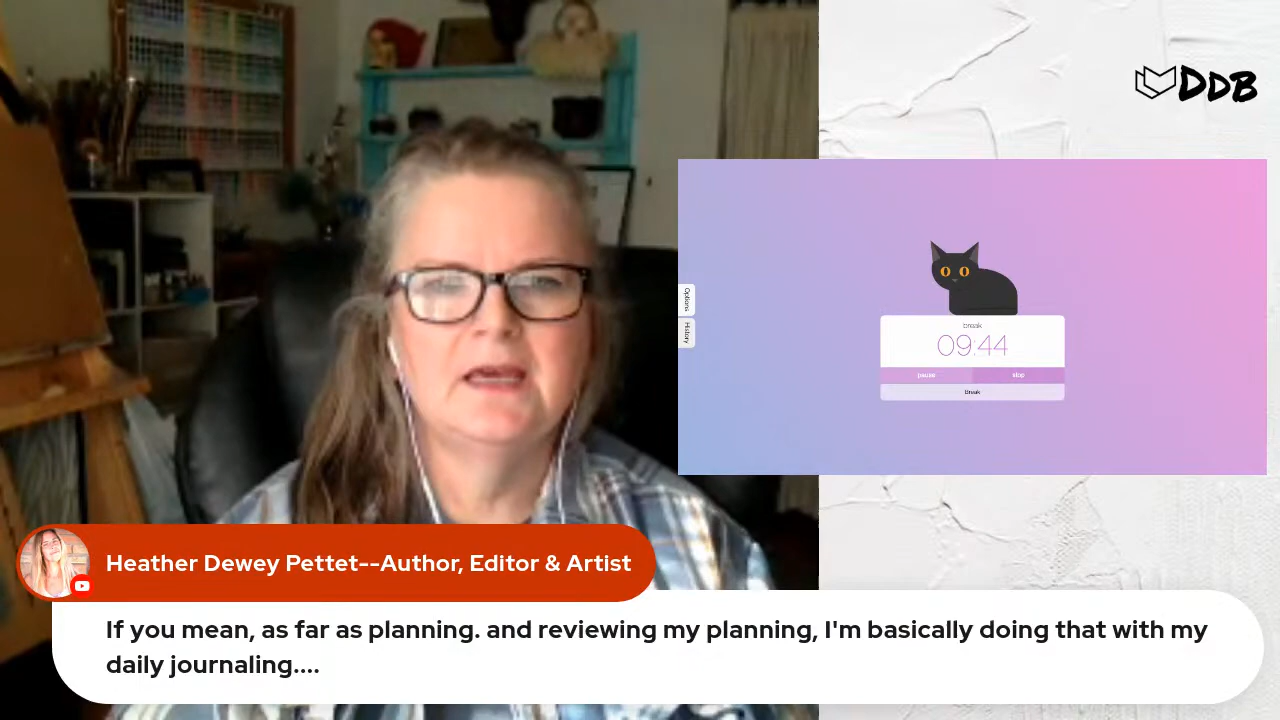 DDB
Options
History
break
09:44
pause stop
Break
Heather Dewey Pettet--Author, Editor & Artist
If you mean, as far as planning. and reviewing my planning, I'm basically doing that with my
daily journaling....